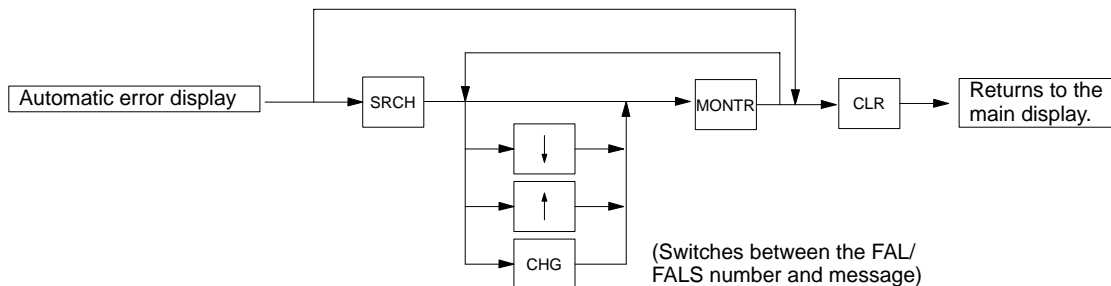 Automatic error display
SRCH
MONTR
CLR
Returns to the
main display.
↓
↑
CHG
(Switches between the FAL/
FALS number and message)